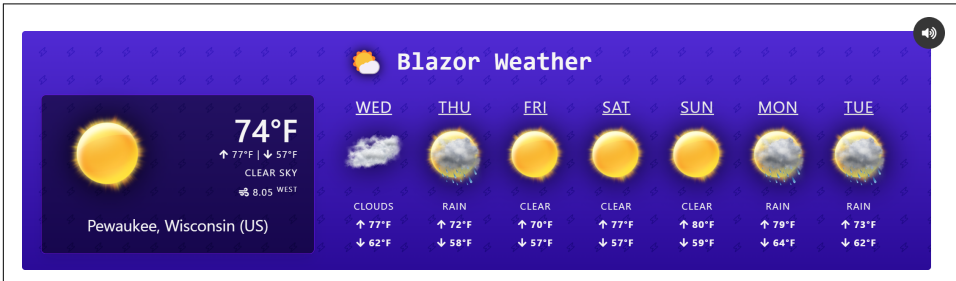 Blazor Weather
74°F
↑ 77°F | ↓ 57°F
CLEAR SKY
8.05 WEST
Pewaukee, Wisconsin (US)
WED THU FRI SAT SUN MON TUE
CLOUDS RAIN CLEAR CLEAR CLEAR RAIN RAIN
↑ 77°F ↑ 72°F ↑ 70°F ↑ 77°F ↑ 80°F ↑ 79°F ↑ 73°F
↓ 62°F ↓ 58°F ↓ 57°F ↓ 57°F ↓ 59°F ↓ 64°F ↓ 62°F